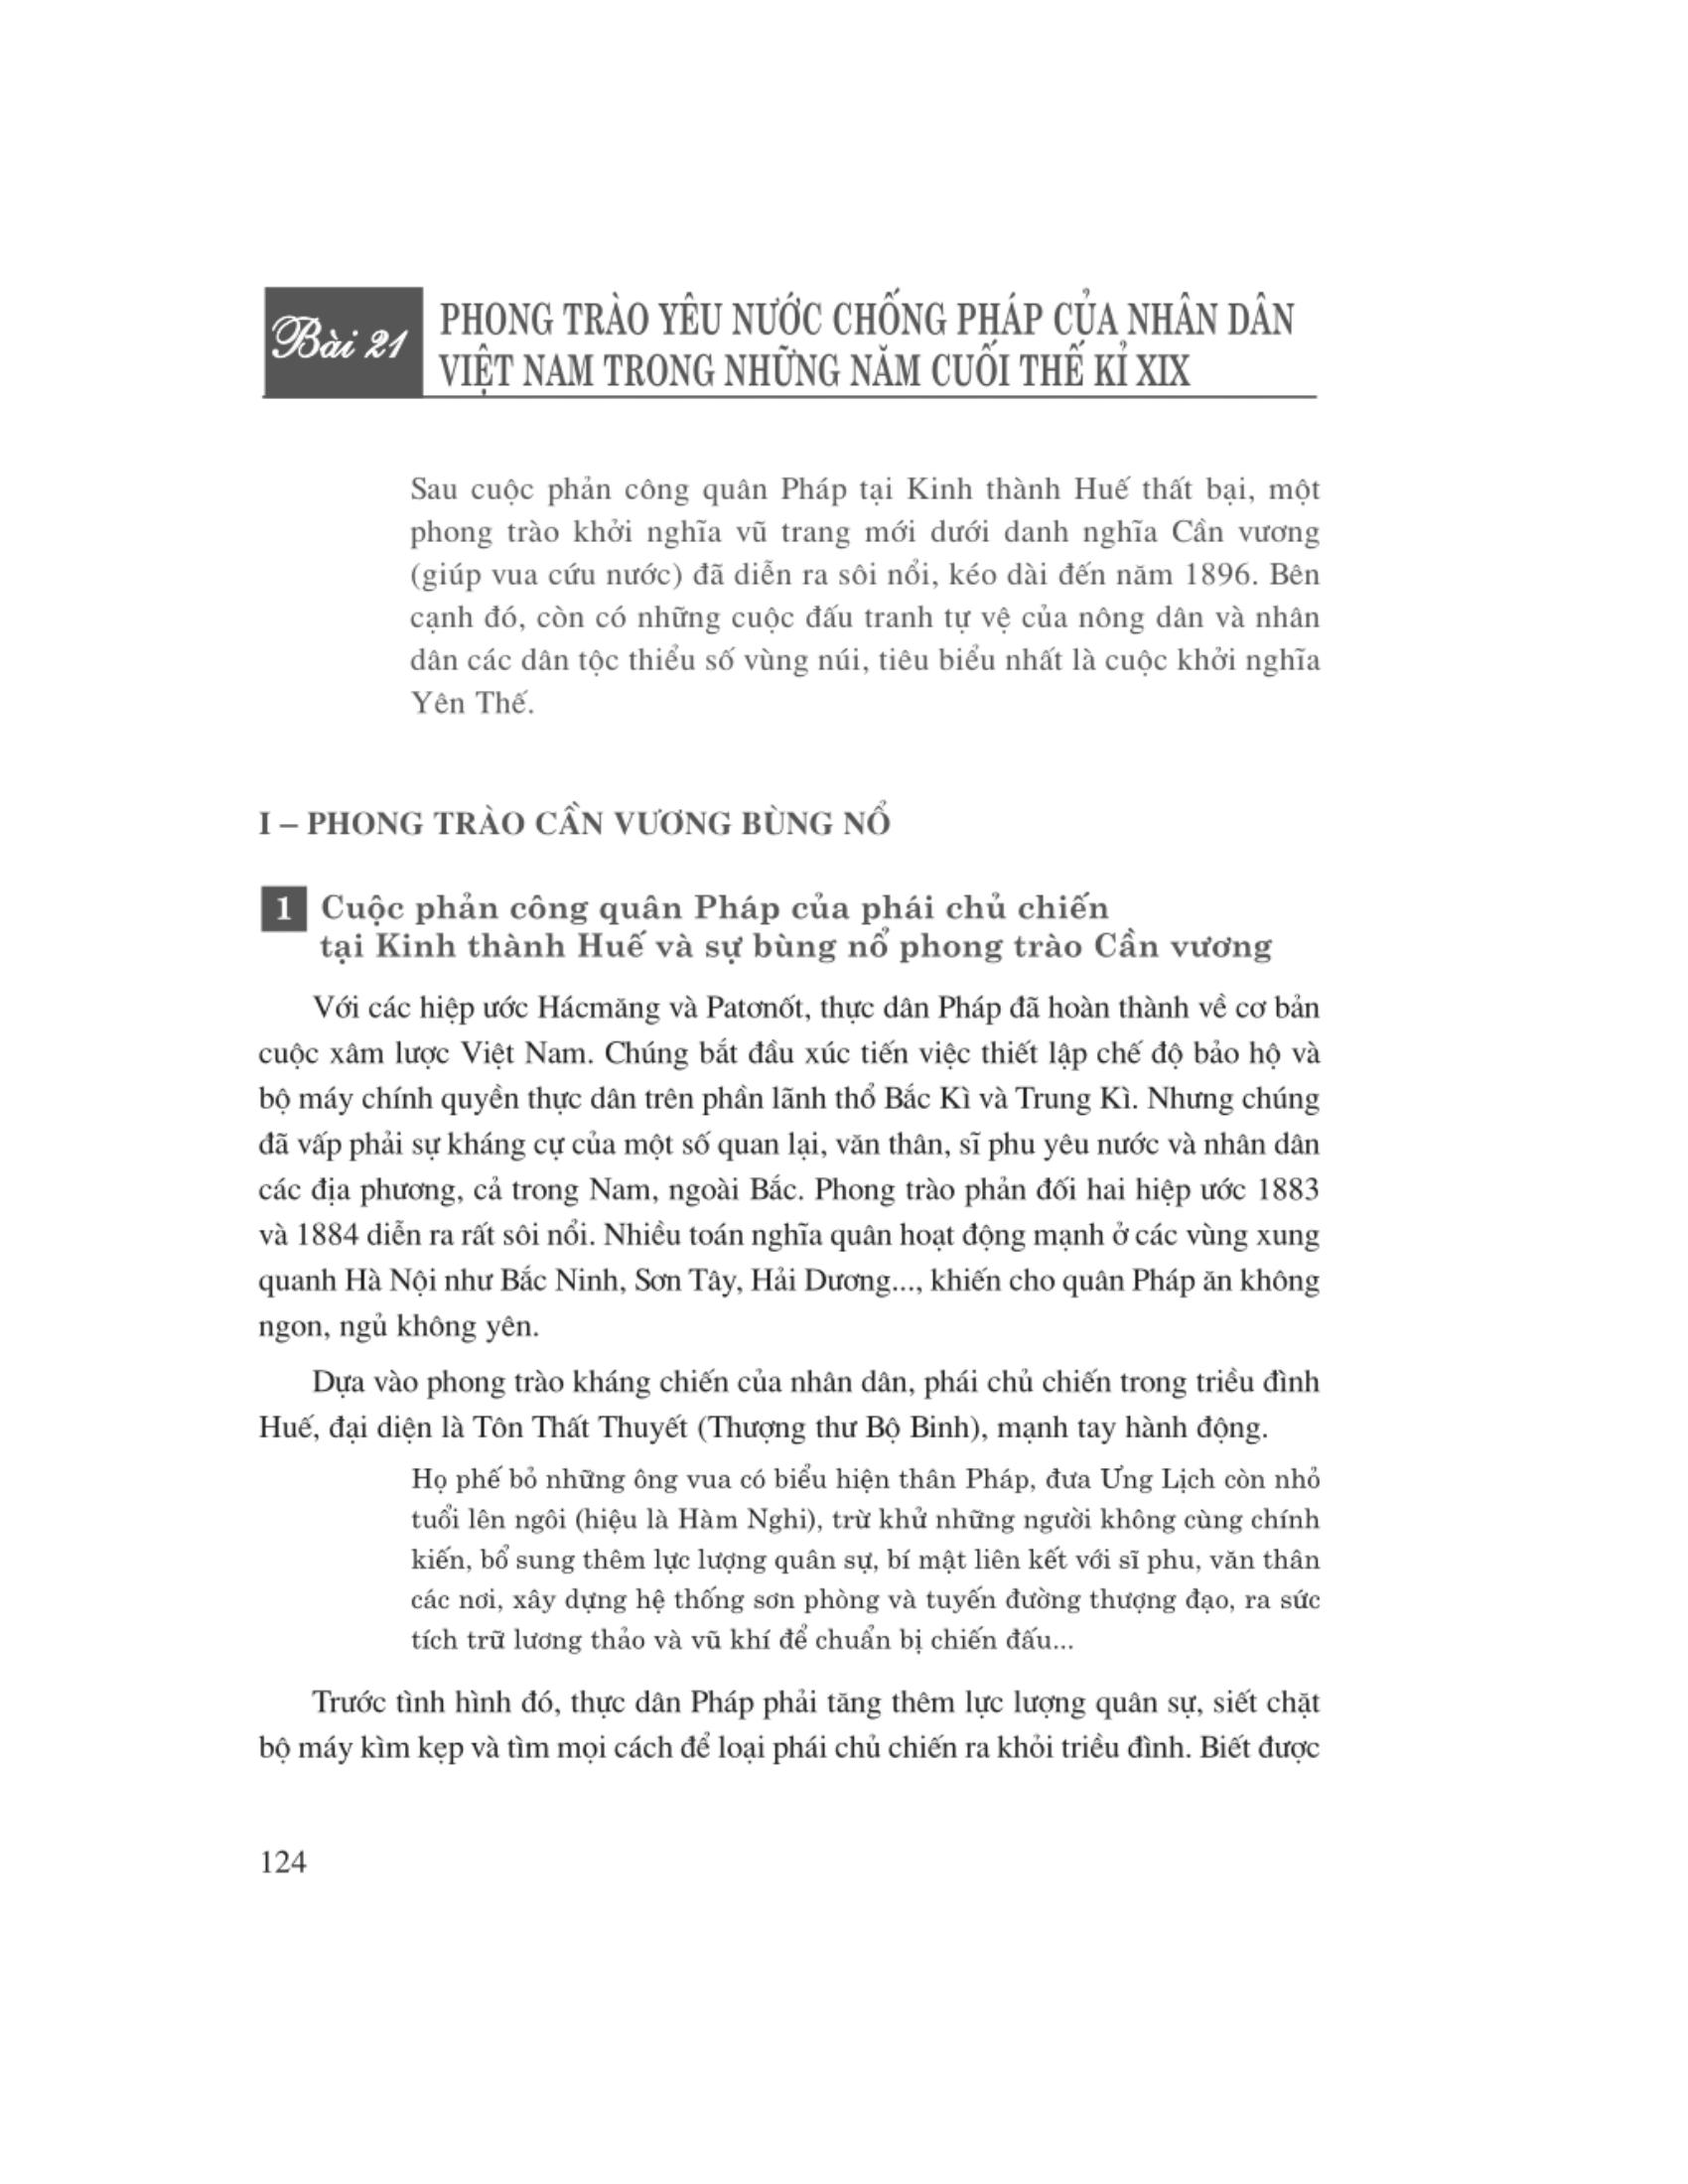 Bài 21
PHONG TRÀO YÊU NƯỚC CHỐNG PHÁP CỦA NHÂN DÂN
VIỆT NAM TRONG NHỮNG NĂM CUỐI THẾ KỈ XIX
Sau cuộc phản công quân Pháp tại Kinh thành Huế thất bại, một
phong trào khởi nghĩa vũ trang mới dưới danh nghĩa Cần vương
(giúp vua cứu nước) đã diễn ra sôi nổi, kéo dài đến năm 1896. Bên
cạnh đó, còn có những cuộc đấu tranh tự vệ của nông dân và nhân
dân các dân tộc thiểu số vùng núi, tiêu biểu nhất là cuộc khởi nghĩa
Yên Thế.
I – PHONG TRÀO CẦN VƯƠNG BÙNG NỔ
1 Cuộc phản công quân Pháp của phái chủ chiến
tại Kinh thành Huế và sự bùng nổ phong trào Cần vương
Với các hiệp ước Hácmăng và Patơnốt, thực dân Pháp đã hoàn thành về cơ bản
cuộc xâm lược Việt Nam. Chúng bắt đầu xúc tiến việc thiết lập chế độ bảo hộ và
bộ máy chính quyền thực dân trên phần lãnh thổ Bắc Kì và Trung Kì. Nhưng chúng
đã vấp phải sự kháng cự của một số quan lại, văn thân, sĩ phu yêu nước và nhân dân
các địa phương, cả trong Nam, ngoài Bắc. Phong trào phản đối hai hiệp ước 1883
và 1884 diễn ra rất sôi nổi. Nhiều toán nghĩa quân hoạt động mạnh ở các vùng xung
quanh Hà Nội như Bắc Ninh, Sơn Tây, Hải Dương..., khiến cho quân Pháp ăn không
ngon, ngủ không yên.
Dựa vào phong trào kháng chiến của nhân dân, phái chủ chiến trong triều đình
Huế, đại diện là Tôn Thất Thuyết (Thượng thư Bộ Binh), mạnh tay hành động.
Họ phế bỏ những ông vua có biểu hiện thân Pháp, đưa Ưng Lịch còn nhỏ
tuổi lên ngôi (hiệu là Hàm Nghi), trừ khử những người không cùng chính
kiến, bổ sung thêm lực lượng quân sự, bí mật liên kết với sĩ phu, văn thân
các nơi, xây dựng hệ thống sơn phòng và tuyến đường thượng đạo, ra sức
tích trữ lương thảo và vũ khí để chuẩn bị chiến đấu...
Trước tình hình đó, thực dân Pháp phải tăng thêm lực lượng quân sự, siết chặt
bộ máy kìm kẹp và tìm mọi cách để loại phái chủ chiến ra khỏi triều đình. Biết được
124